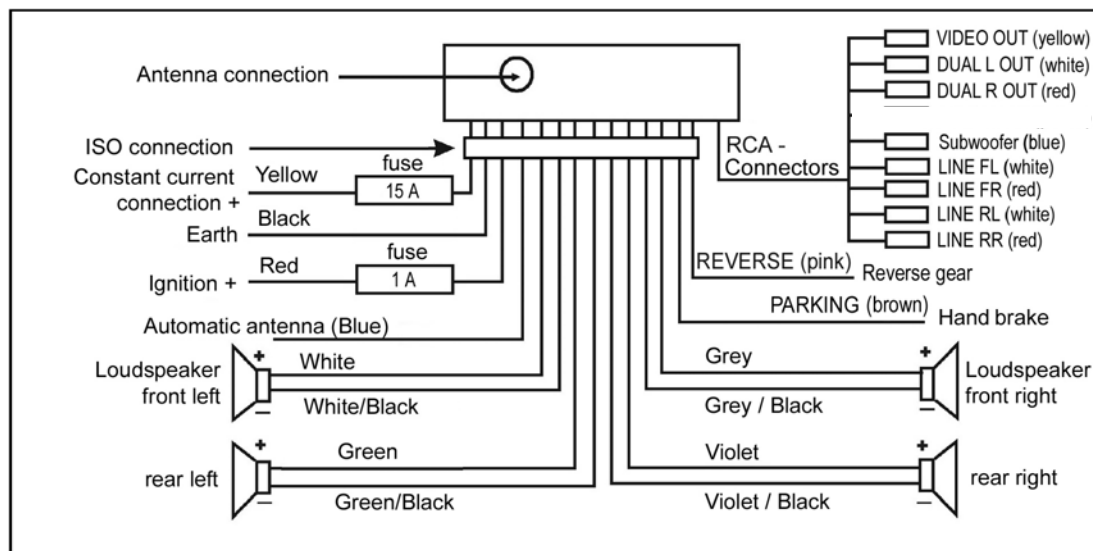 Antenna connection
ISO connection
Constant current
connection +
Yellow
fuse
15 A
Black
Earth
Red
fuse
1 A
Ignition +
Automatic antenna (Blue)
Loudspeaker
front left
+
–
White
White/Black
rear left
+
–
Green
Green/Black
RCA -
Connectors
VIDEO OUT (yellow)
DUAL L OUT (white)
DUAL R OUT (red)
Subwoofer (blue)
LINE FL (white)
LINE FR (red)
LINE RL (white)
LINE RR (red)
REVERSE (pink)
Reverse gear
PARKING (brown)
Hand brake
Grey
Grey / Black
+
–
Loudspeaker
front right
Violet
Violet / Black
+
–
rear right